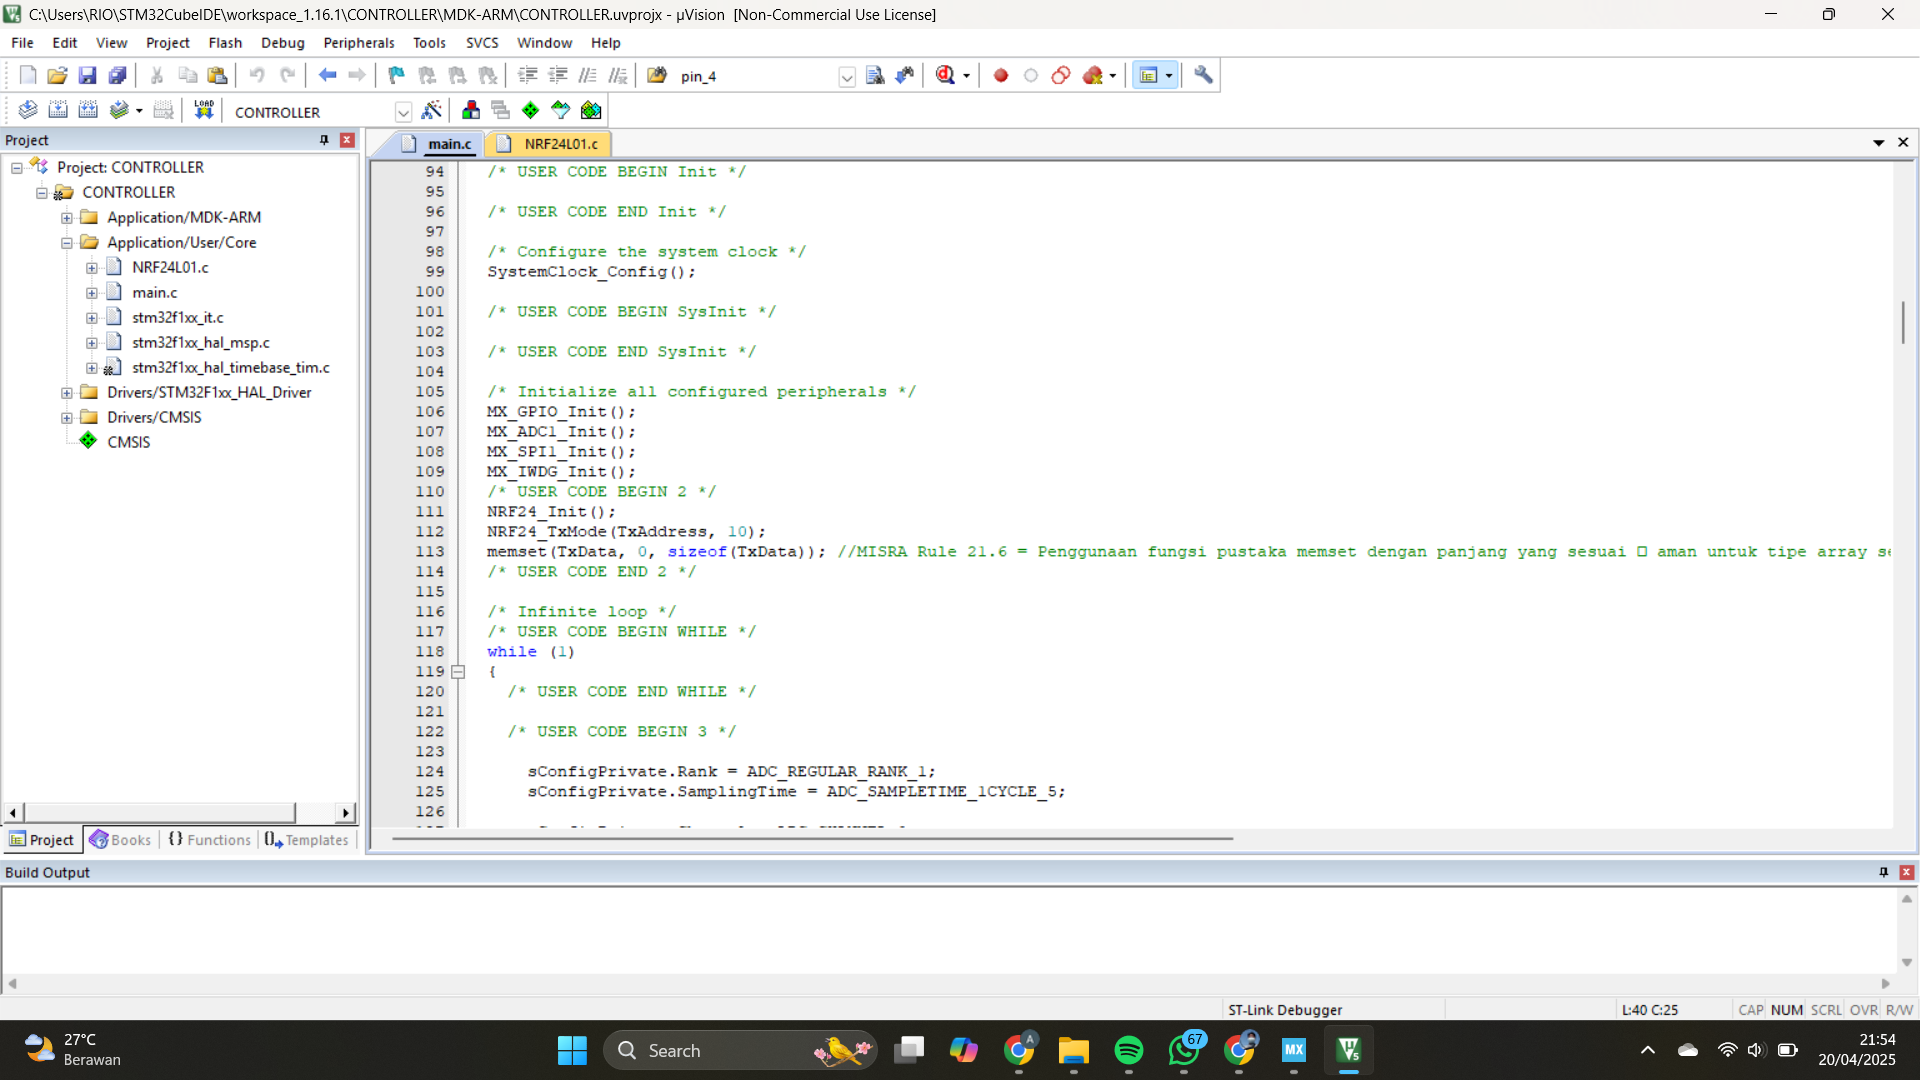 C:\Users\RIO\STM32CubeIDE\workspace_1.16.1\CONTROLLER\MDK-ARM\CONTROLLER.uvprojx - µVision [Non-Commercial Use License]
File Edit View Project Flash Debug Peripherals Tools SVCS Window Help
pin_4
LOAD CONTROLLER
Project
Project: CONTROLLER
CONTROLLER
Application/MDK-ARM
Application/User/Core
NRF24L01.c
main.c
stm32f1xx_it.c
stm32f1xx_hal_msp.c
stm32f1xx_hal_timebase_tim.c
Drivers/STM32F1xx_HAL_Driver
Drivers/CMSIS
CMSIS
Project Books {} Functions Templates
main.c NRF24L01.c
94 /* USER CODE BEGIN Init */
95
96 /* USER CODE END Init */
97
98 /* Configure the system clock */
99 SystemClock_Config();
100
101 /* USER CODE BEGIN SysInit */
102
103 /* USER CODE END SysInit */
104
105 /* Initialize all configured peripherals */
106 MX_GPIO_Init();
107 MX_ADC1_Init();
108 MX_SPI1_Init();
109 MX_IWDG_Init();
110 /* USER CODE BEGIN 2 */
111 NRF24_Init();
112 NRF24_TxMode(TxAddress, 10);
113 memset(TxData, 0, sizeof(TxData)); //MISRA Rule 21.6 = Penggunaan fungsi pustaka memset dengan panjang yang sesuai □ aman untuk tipe array
114 /* USER CODE END 2 */
115
116 /* Infinite loop */
117 /* USER CODE BEGIN WHILE */
118 while (1)
119 {
120 /* USER CODE END WHILE */
121
122 /* USER CODE BEGIN 3 */
123
124 sConfigPrivate.Rank = ADC_REGULAR_RANK_1;
125 sConfigPrivate.SamplingTime = ADC_SAMPLETIME_1CYCLE_5;
126
Build Output
ST-Link Debugger L:40 C:25 CAP NUM SCRL OVR R/W
27°C
Berawan
Search
A
67
MX
21:54
20/04/2025